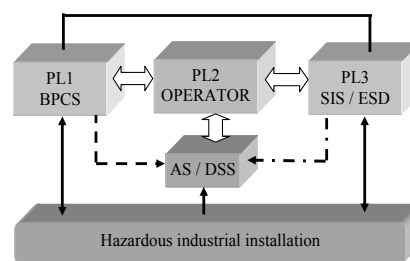 PL1
BPCS
PL2
OPERATOR
PL3
SIS / ESD
AS / DSS
Hazardous industrial installation